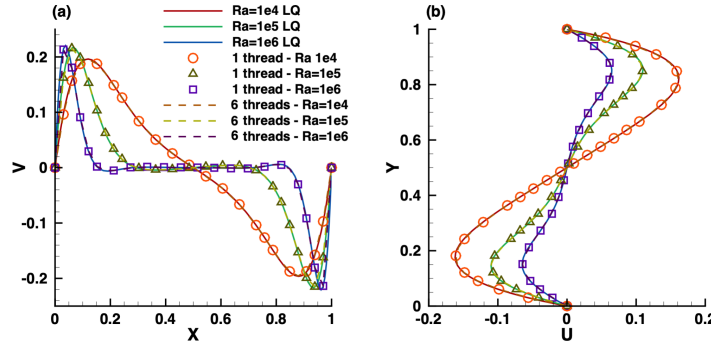 (a)
Ra=1e4 LQ
Ra=1e5 LQ
Ra=1e6 LQ
1 thread - Ra 1e4
1 thread - Ra=1e5
1 thread - Ra=1e6
6 threads - Ra=1e4
6 threads - Ra=1e5
6 threads - Ra=1e6
V
0.2
0.1
0
-0.1
-0.2
0 0.2 0.4 0.6 0.8 1
X
(b)
Y
1
0.8
0.6
0.4
0.2
0
-0.2 -0.1 0 0.1 0.2
U